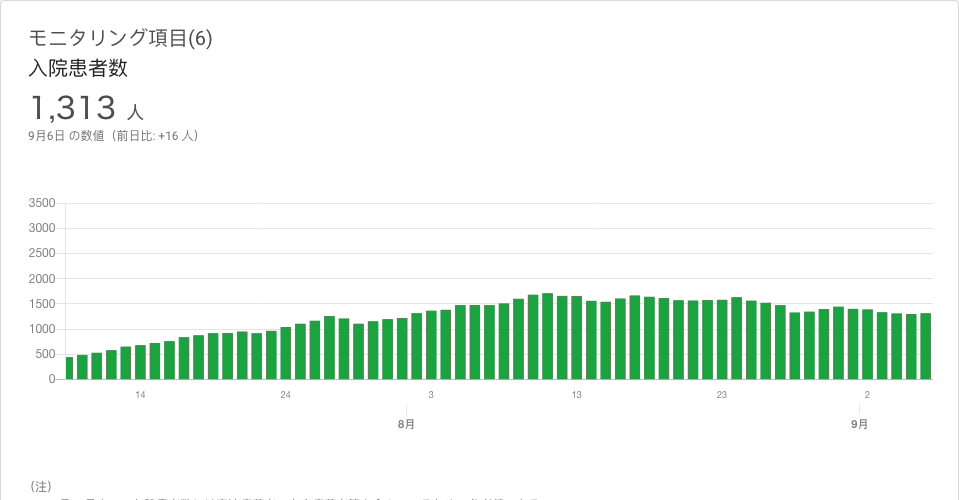 モニタリング項目(6)
入院患者数
1,313 人
9月6日 の数値（前日比: +16 人）
3500
3000
2500
2000
1500
1000
500
0
14 24 3 13 23 2
8月 9月
（注）